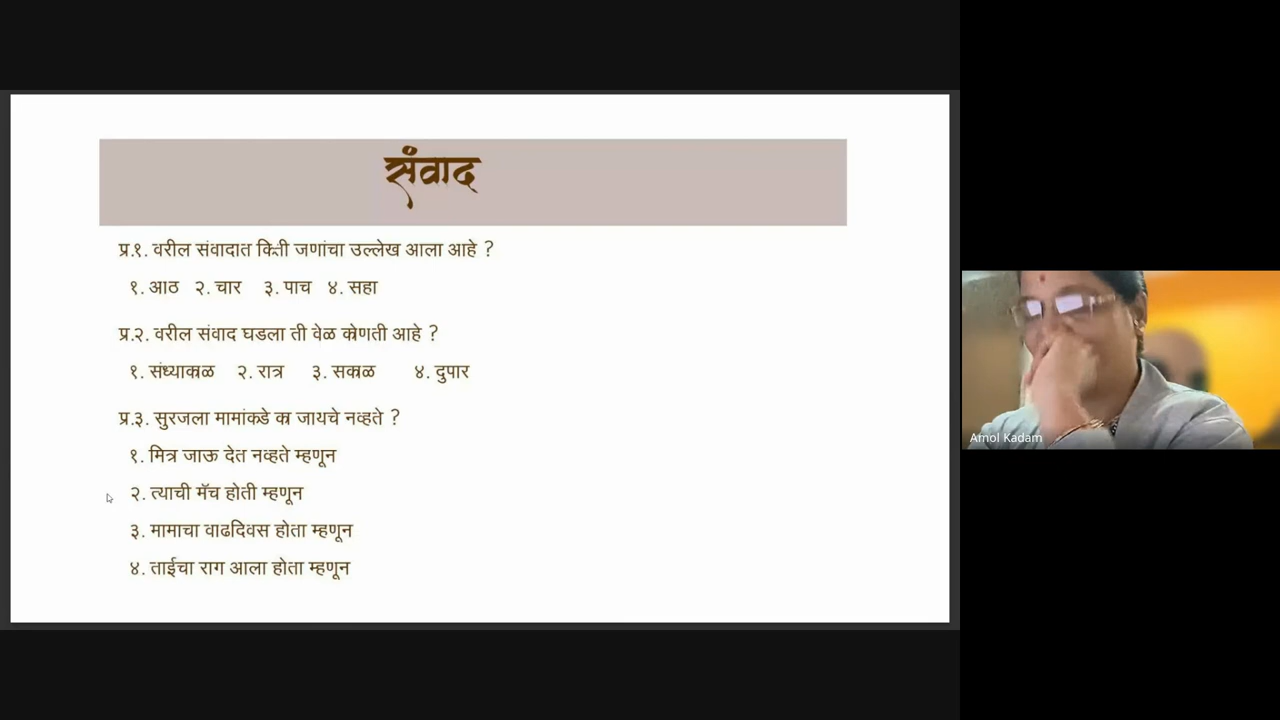 संवाद
प्र.१. वरील संवादात किती जणांचा उल्लेख आला आहे ?
१. आठ २. चार ३. पाच ४. सहा
प्र.२. वरील संवाद घडला ती वेळ कोणती आहे ?
१. संध्याकाळ २. रात्र ३. सकाळ ४. दुपार
प्र.३. सुरजला मामांकडे का जायचे नव्हते ?
१. मित्र जाऊ देत नव्हते म्हणून
२. त्याची मॅच होती म्हणून
३. मामाचा वाढदिवस होता म्हणून
४. ताईचा राग आला होता म्हणून
Amol Kadam